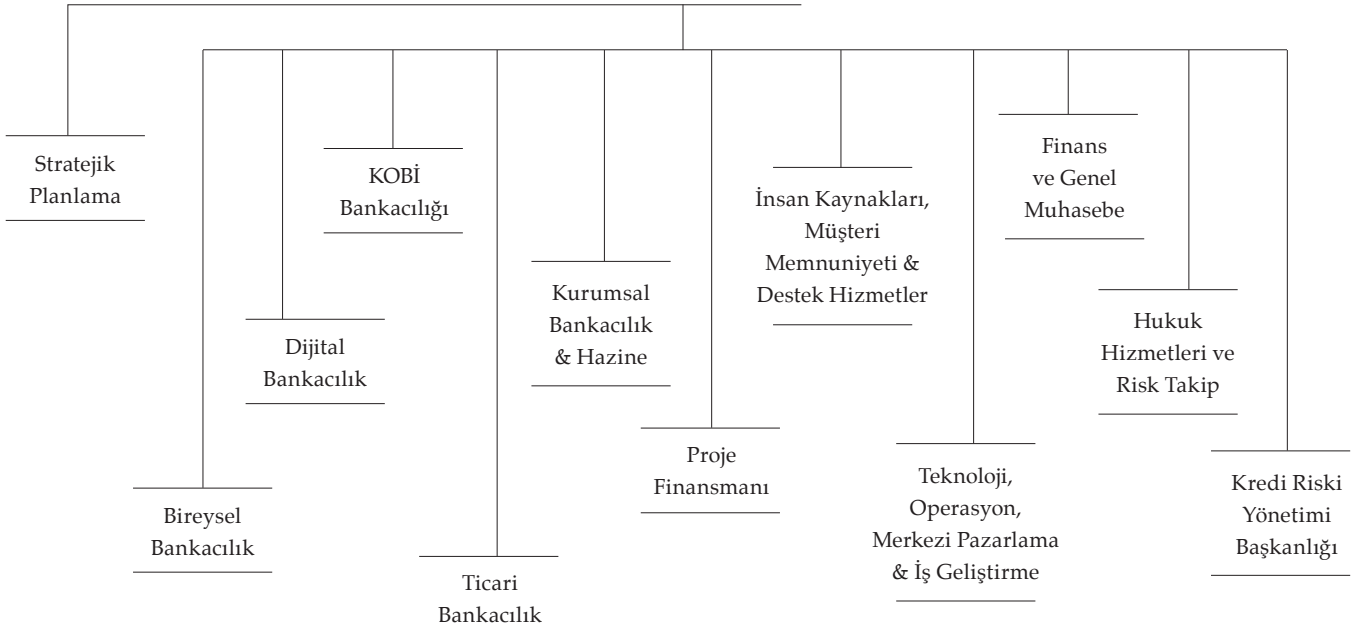 Stratejik
Planlama
Bireysel
Bankacılık
Dijital
Bankacılık
KOBİ
Bankacılığı
Ticari
Bankacılık
Kurumsal
Bankacılık
& Hazine
Proje
Finansmanı
İnsan Kaynakları,
Müşteri
Memnuniyeti &
Destek Hizmetler
Teknoloji,
Operasyon,
Merkezi Pazarlama
& İş Geliştirme
Finans
ve Genel
Muhasebe
Hukuk
Hizmetleri ve
Risk Takip
Kredi Riski
Yönetimi
Başkanlığı